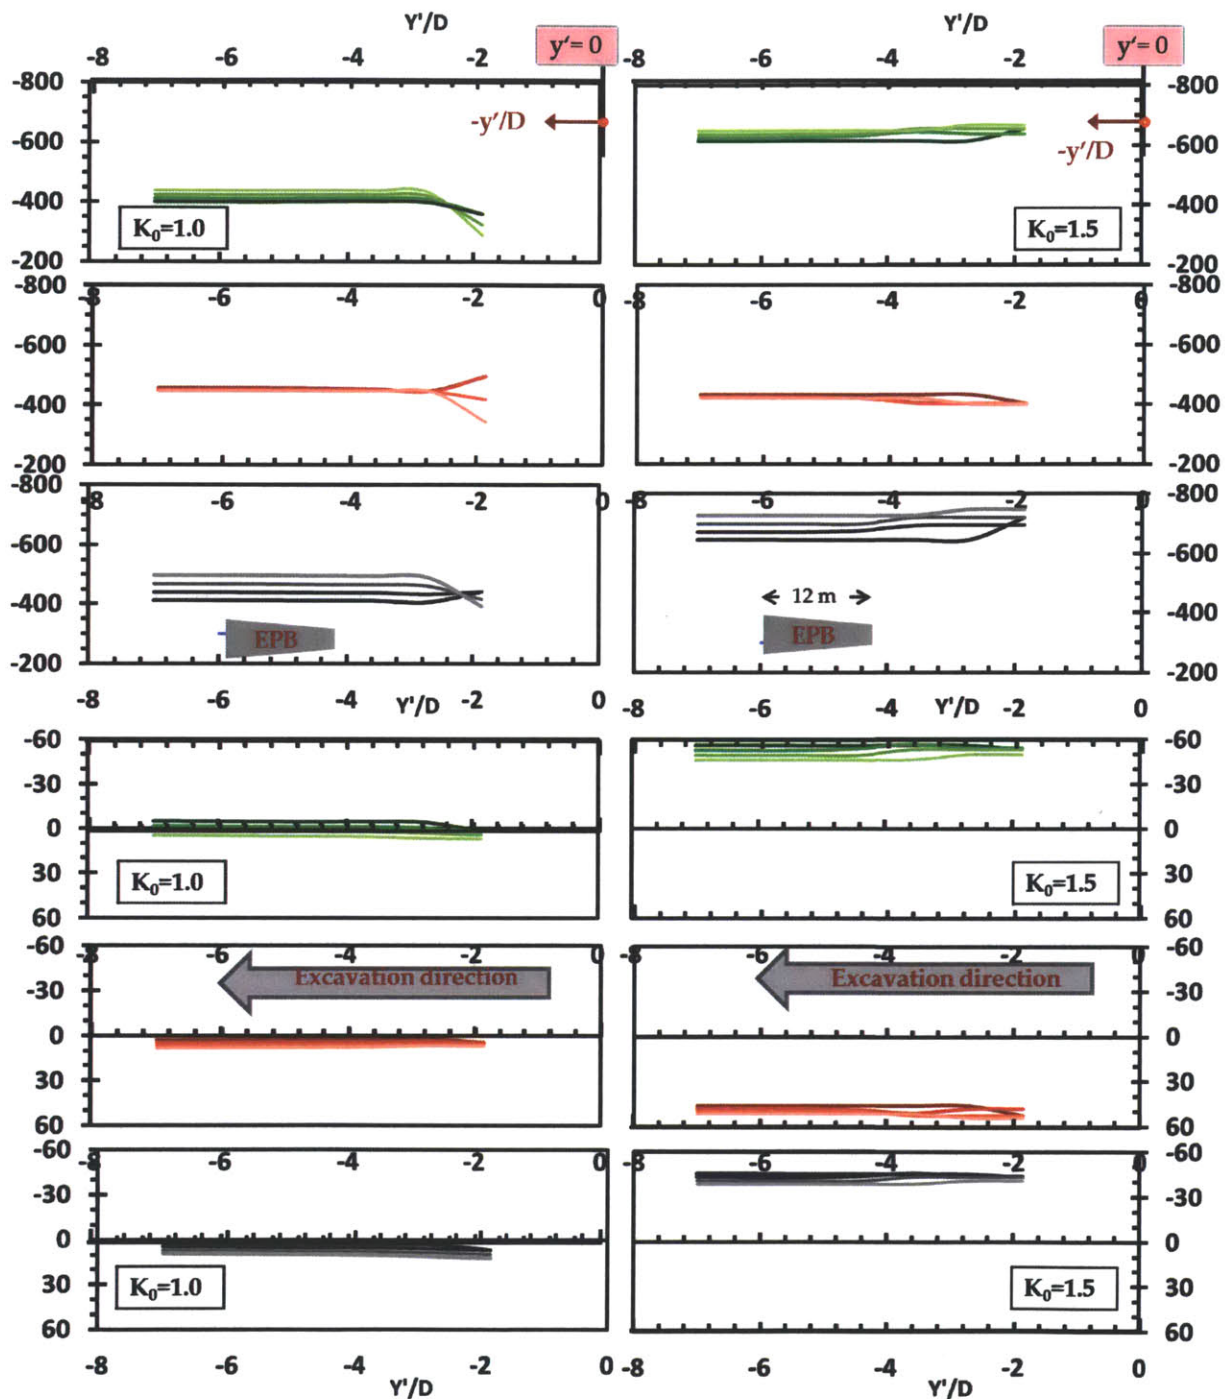 Y'/D Y'/D
y'= 0 y'= 0
-8 -6 -4 -2 -8 -6 -4 -2
-800 -800
-y'/D
-600 -600
-y'/D
-400 -400
K₀=1.0 K₀=1.5
-200 -200
-800 -8 -6 -4 -2 0 -8 -6 -4 -2 0 -800
-600 -600
-400 -400
-200 -200
-800 -8 -6 -4 -2 0 -8 -6 -4 -2 0 -800
-600 -600
12 m
-400 -400
EPB EPB
-200 -200
-8 -6 -4 Y'/D -2 0 -8 -6 -4 Y'/D -2 0
-60 -60
-30 -30
0 0
30 K₀=1.0 K₀=1.5 30
60 60
-60 -8 -6 -4 -2 0 -8 -6 -4 -2 0 -60
Excavation direction Excavation direction
-30 -30
0 0
30 30
60 60
-60 -8 -6 -4 -2 0 -8 -6 -4 -2 0 -60
-30 -30
0 0
30 K₀=1.0 K₀=1.5 30
60 60
-8 -6 -4 -2 0 -8 -6 -4 -2 0
Y'/D Y'/D